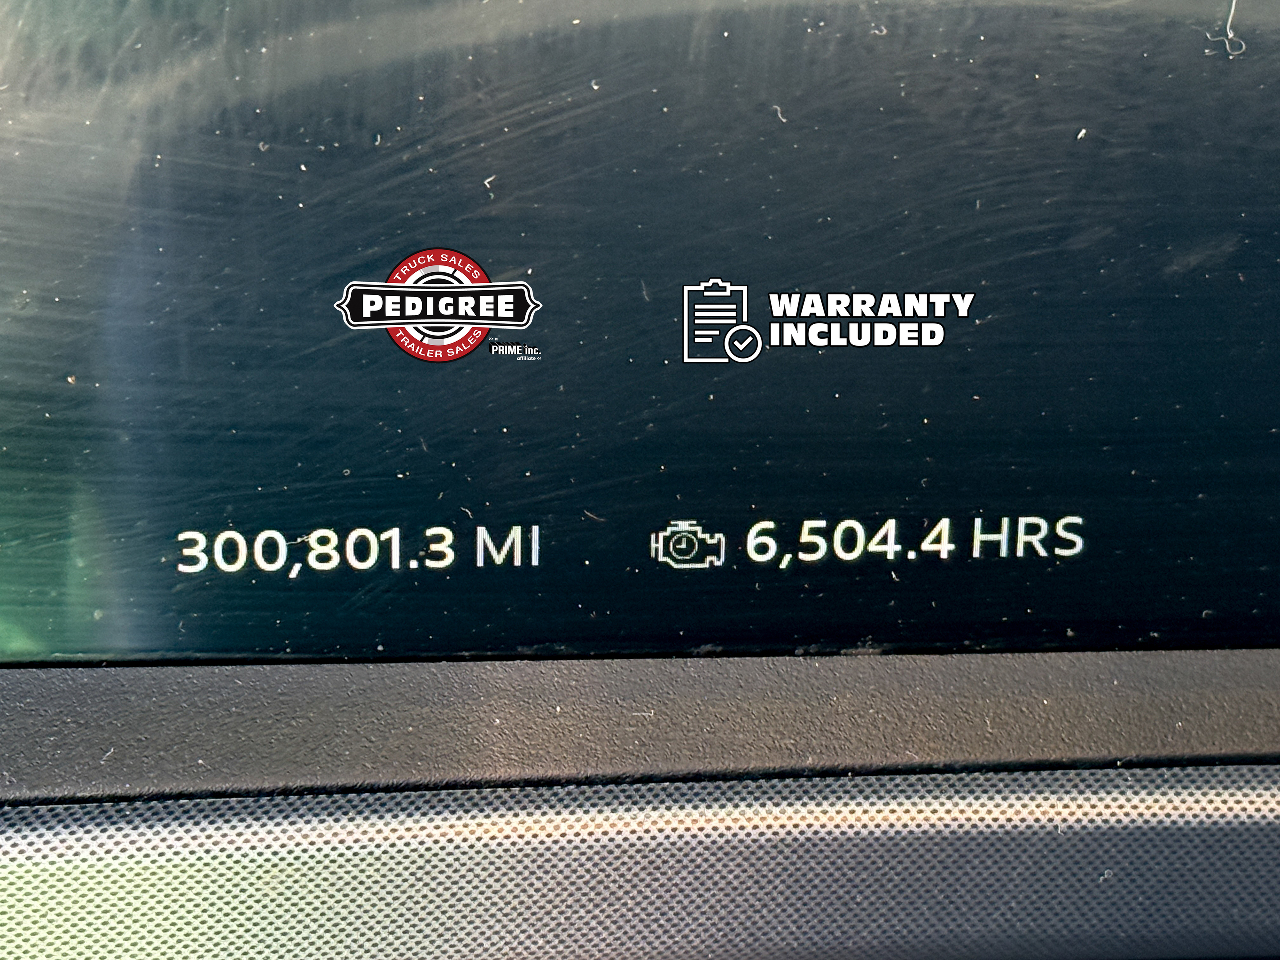 TRUCK SALES
PEDIGREE
TRAILER SALES
PRIME inc.
WARRANTY
INCLUDED
300,801.3 MI
6,504.4 HRS